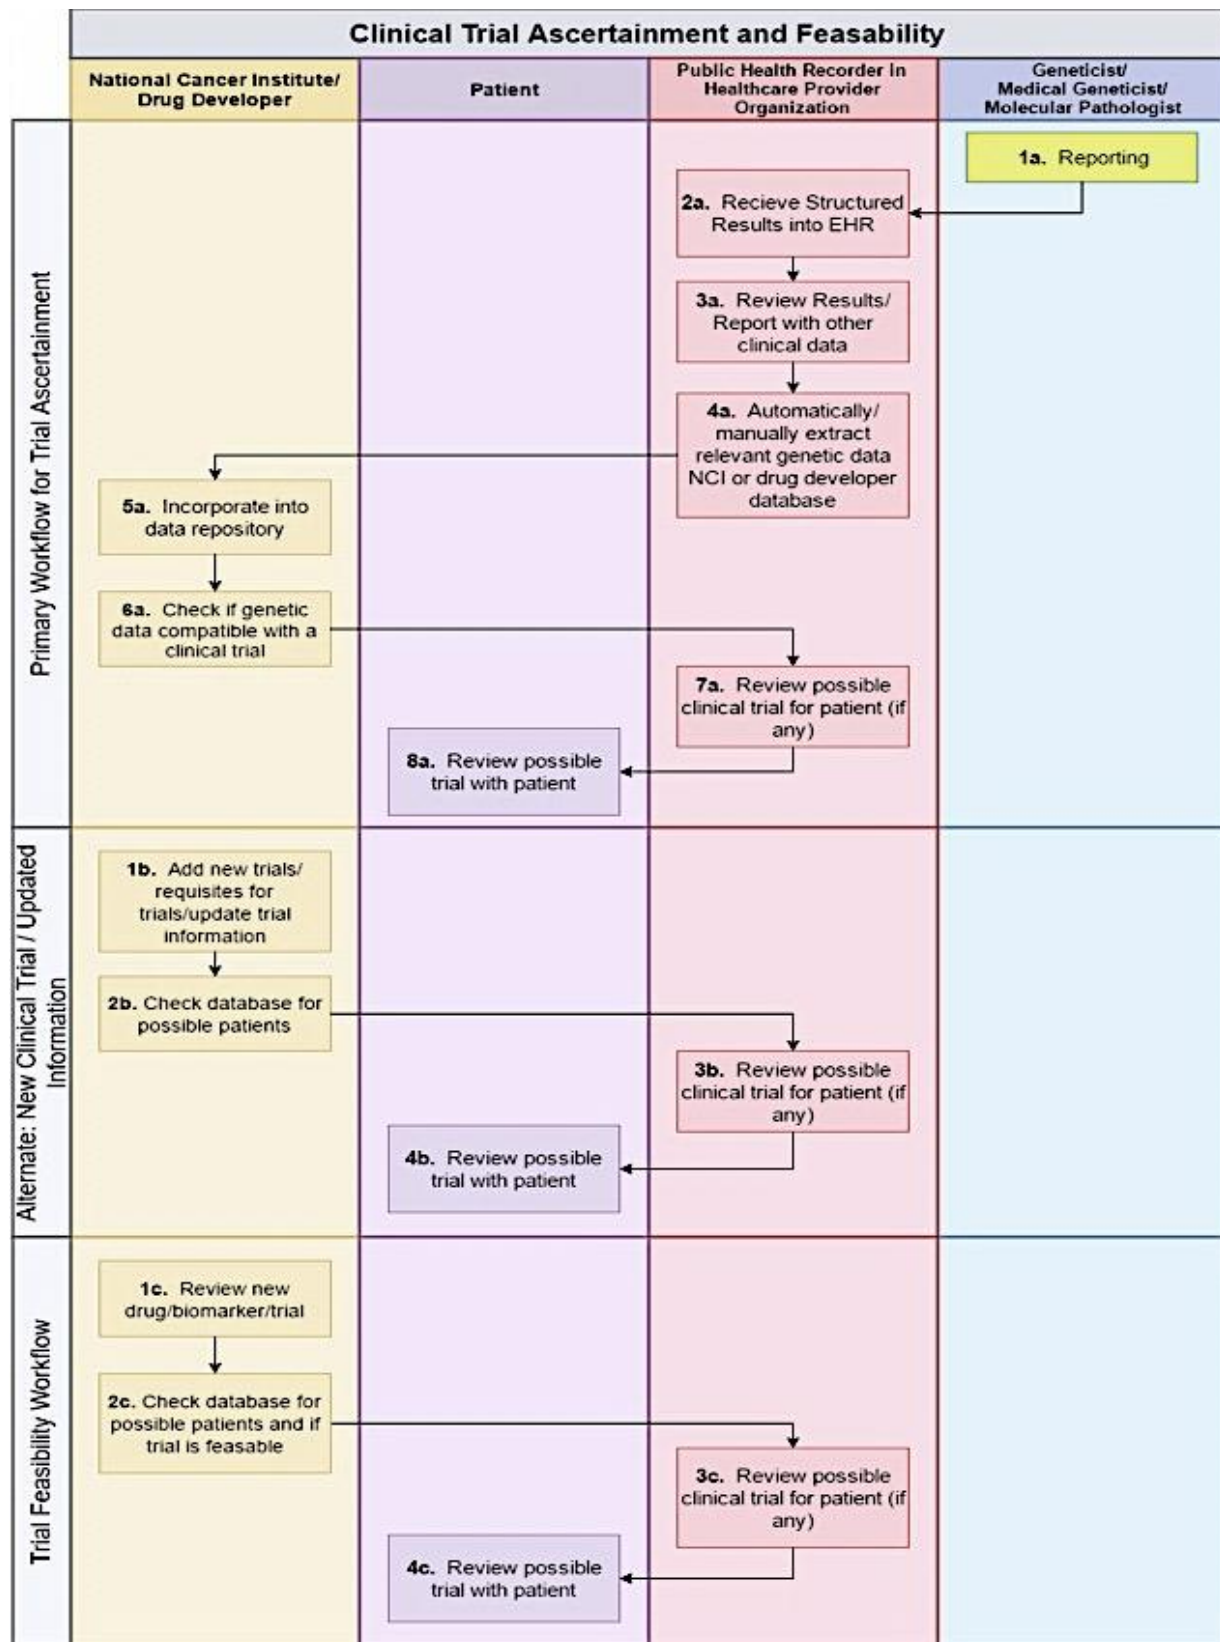 Clinical Trial Ascertainment and Feasability
National Cancer Institute/
Drug Developer
Patient
Public Health Recorder In
Healthcare Provider
Organization
Geneticist/
Medical Geneticist/
Molecular Pathologist
Primary Workflow for Trial Ascertainment
1a. Reporting
2a. Recieve Structured
Results into EHR
3a. Review Results/
Report with other
clinical data
4a. Automatically/
manually extract
relevant genetic data
NCI or drug developer
database
5a. Incorporate into
data repository
6a. Check if genetic
data compatible with a
clinical trial
7a. Review possible
clinical trial for patient (if
any)
8a. Review possible
trial with patient
Alternate: New Clinical Trial / Updated
Information
1b. Add new trials/
requisites for
trials/update trial
information
2b. Check database for
possible patients
3b. Review possible
clinical trial for patient (if
any)
4b. Review possible
trial with patient
Trial Feasibility Workflow
1c. Review new
drug/biomarker/trial
2c. Check database for
possible patients and if
trial is feasable
3c. Review possible
clinical trial for patient (if
any)
4c. Review possible
trial with patient